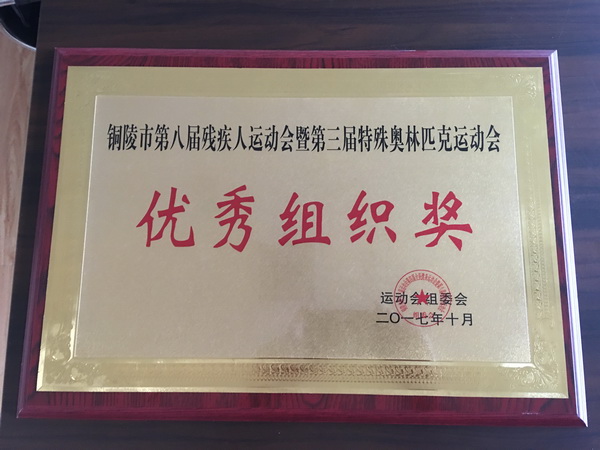 铜陵市第八届残疾人运动会暨第三届特殊奥林匹克运动会
优秀组织奖
运动会组委会
二〇一七年十月